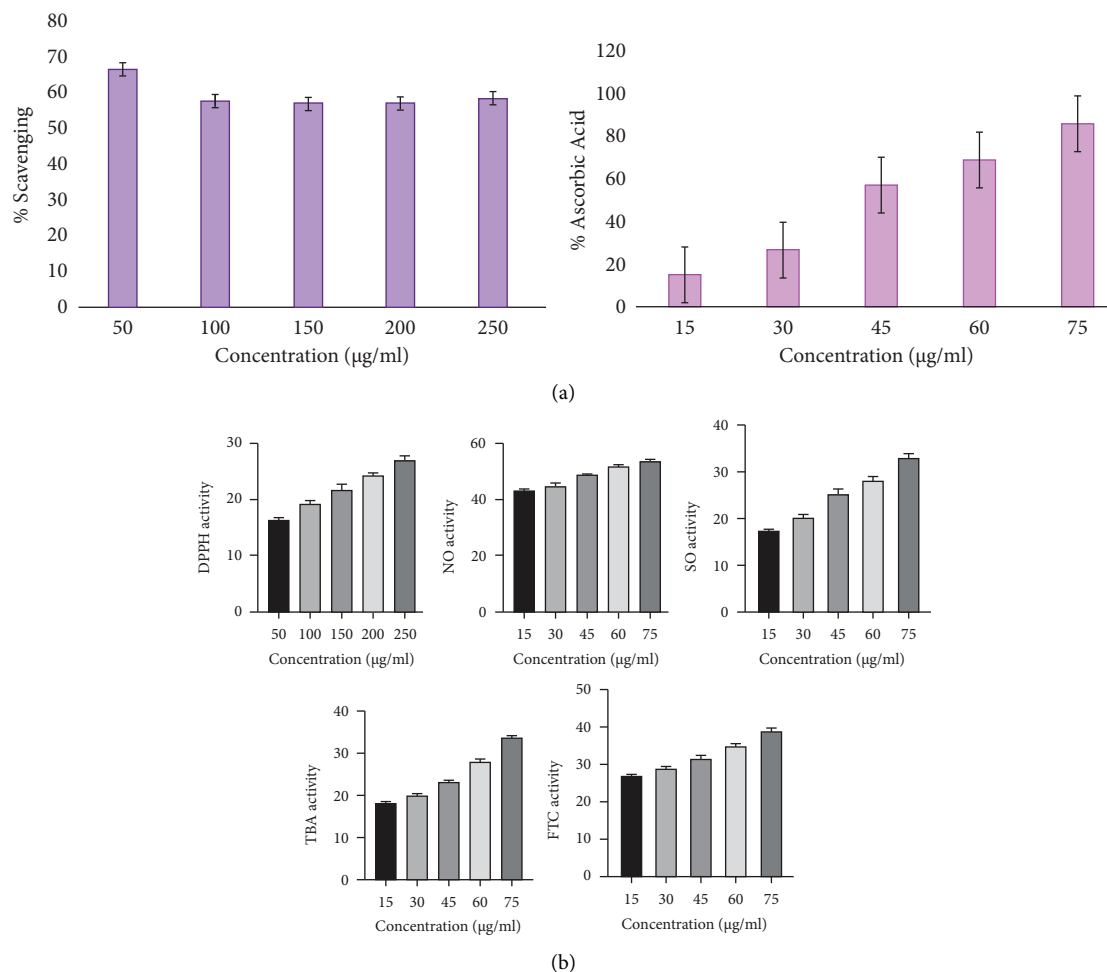 80
70
60
50
40
30
20
10
0
% Scavenging
50 100 150 200 250
Concentration (µg/ml)
120
100
80
60
40
20
0
% Ascorbic Acid
15 30 45 60 75
Concentration (µg/ml)
(a)
30
20
10
0
DPPH activity
50 100 150 200 250
Concentration (µg/ml)
60
40
20
0
NO activity
15 30 45 60 75
Concentration (µg/ml)
40
30
20
10
0
SO activity
15 30 45 60 75
Concentration (µg/ml)
40
30
20
10
0
TBA activity
15 30 45 60 75
Concentration (µg/ml)
50
40
30
20
10
0
FTC activity
15 30 45 60 75
Concentration (µg/ml)
(b)